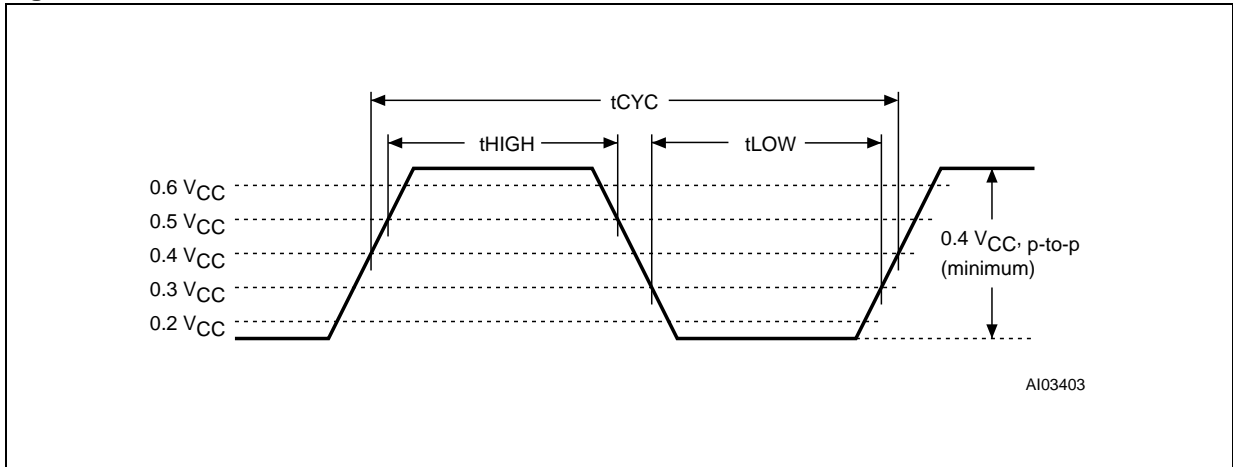 tCYC
tHIGH
tLOW
0.6 VCC
0.5 VCC
0.4 VCC
0.3 VCC
0.2 VCC
0.4 VCC, p-to-p
(minimum)
AI03403